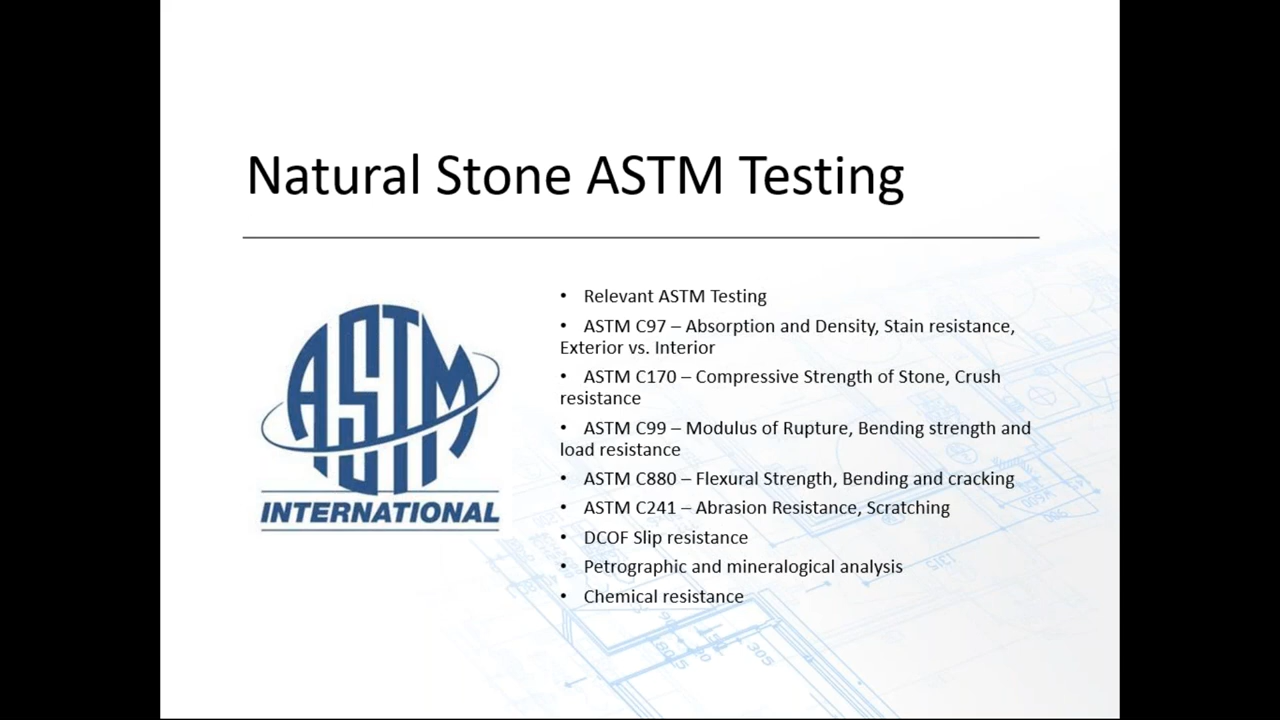 Natural Stone ASTM Testing
ASTM
INTERNATIONAL
• Relevant ASTM Testing
• ASTM C97 – Absorption and Density, Stain resistance,
Exterior vs. Interior
• ASTM C170 – Compressive Strength of Stone, Crush
resistance
• ASTM C99 – Modulus of Rupture, Bending strength and
load resistance
• ASTM C880 – Flexural Strength, Bending and cracking
• ASTM C241 – Abrasion Resistance, Scratching
• DCOF Slip resistance
• Petrographic and mineralogical analysis
• Chemical resistance
1315
305